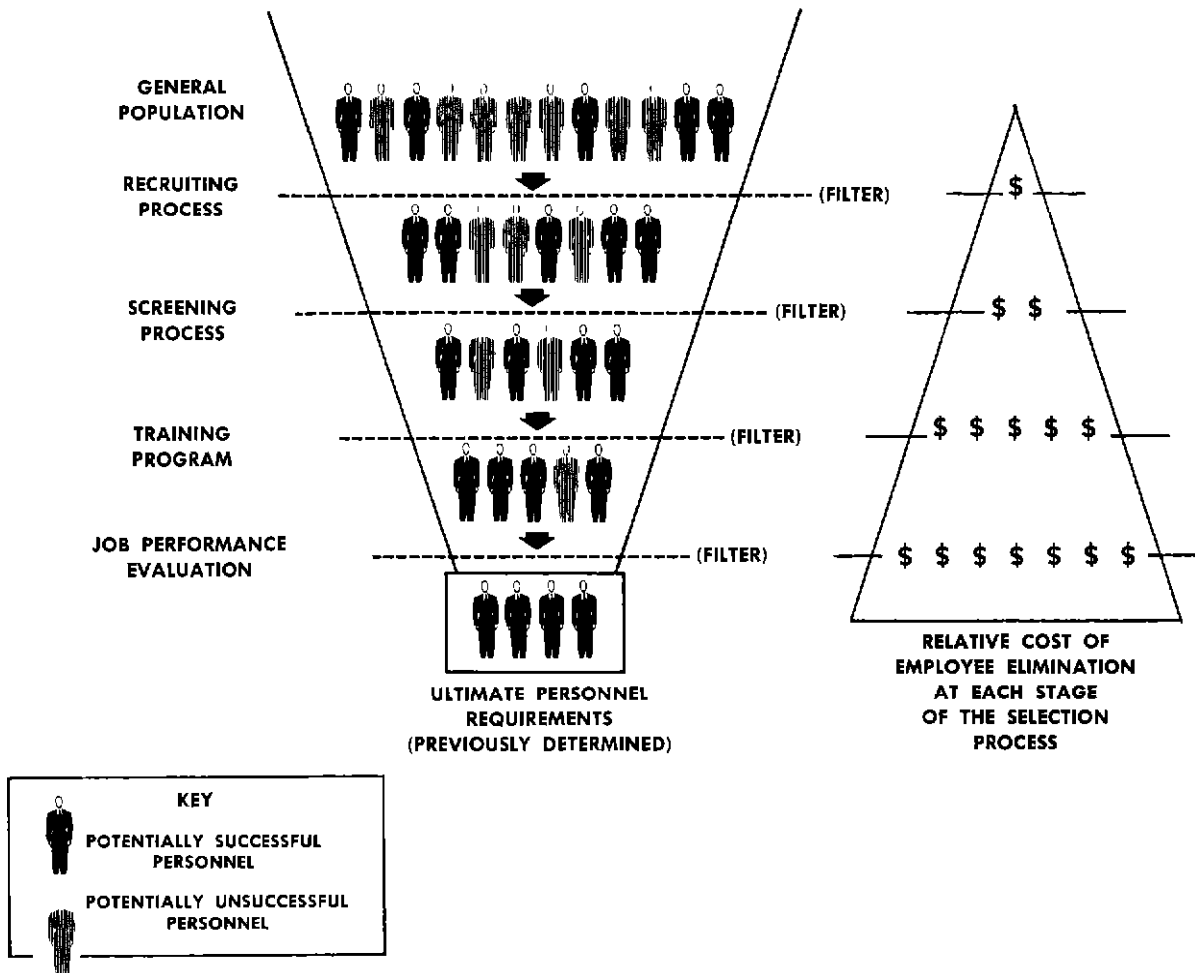 GENERAL
POPULATION
RECRUITING
PROCESS
(FILTER)
$
SCREENING
PROCESS
(FILTER)
$ $
TRAINING
PROGRAM
(FILTER)
$ $ $ $ $
JOB PERFORMANCE
EVALUATION
(FILTER)
$ $ $ $ $ $ $
ULTIMATE PERSONNEL
REQUIREMENTS
(PREVIOUSLY DETERMINED)
RELATIVE COST OF
EMPLOYEE ELIMINATION
AT EACH STAGE
OF THE SELECTION
PROCESS
KEY
POTENTIALLY SUCCESSFUL
PERSONNEL
POTENTIALLY UNSUCCESSFUL
PERSONNEL